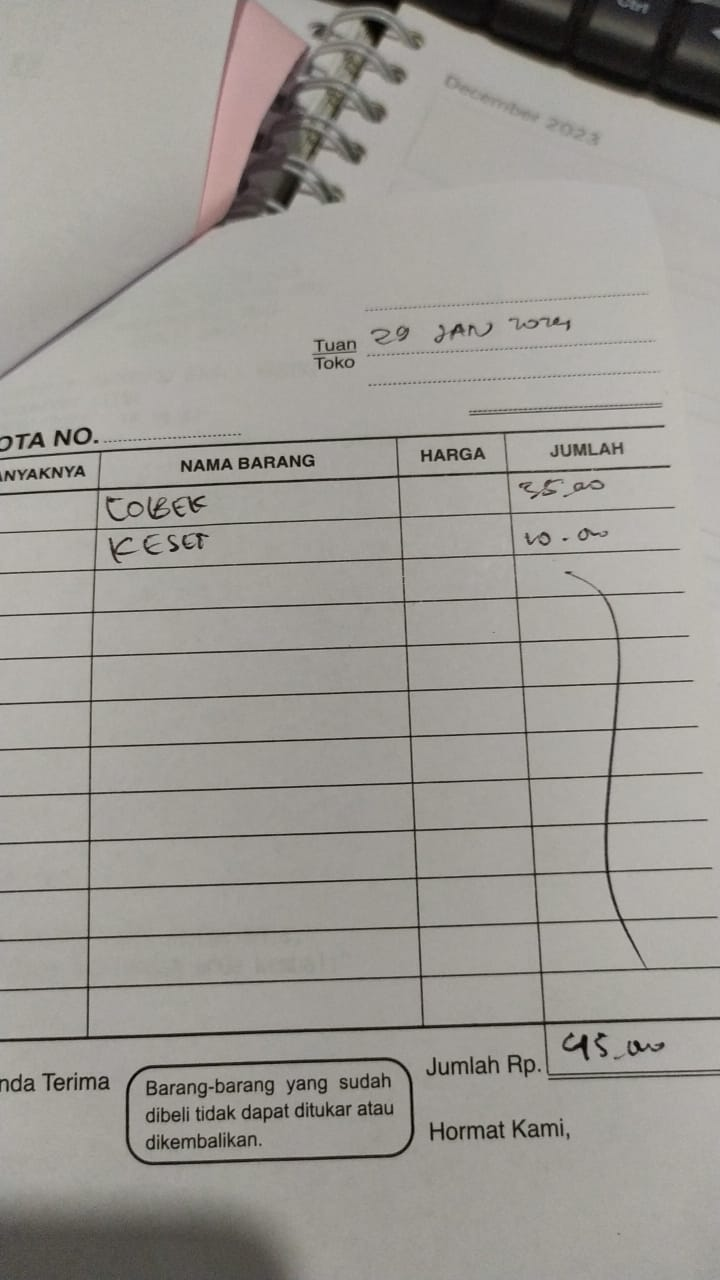 Ctrl
December 2023
Tuan 29 JAN 2024
Toko
OTA NO.
NYAKNYA NAMA BARANG HARGA JUMLAH
COBEK 35.00
KESET 10.00
nda Terima
Barang-barang yang sudah
dibeli tidak dapat ditukar atau
dikembalikan.
Jumlah Rp. 45.00
Hormat Kami,